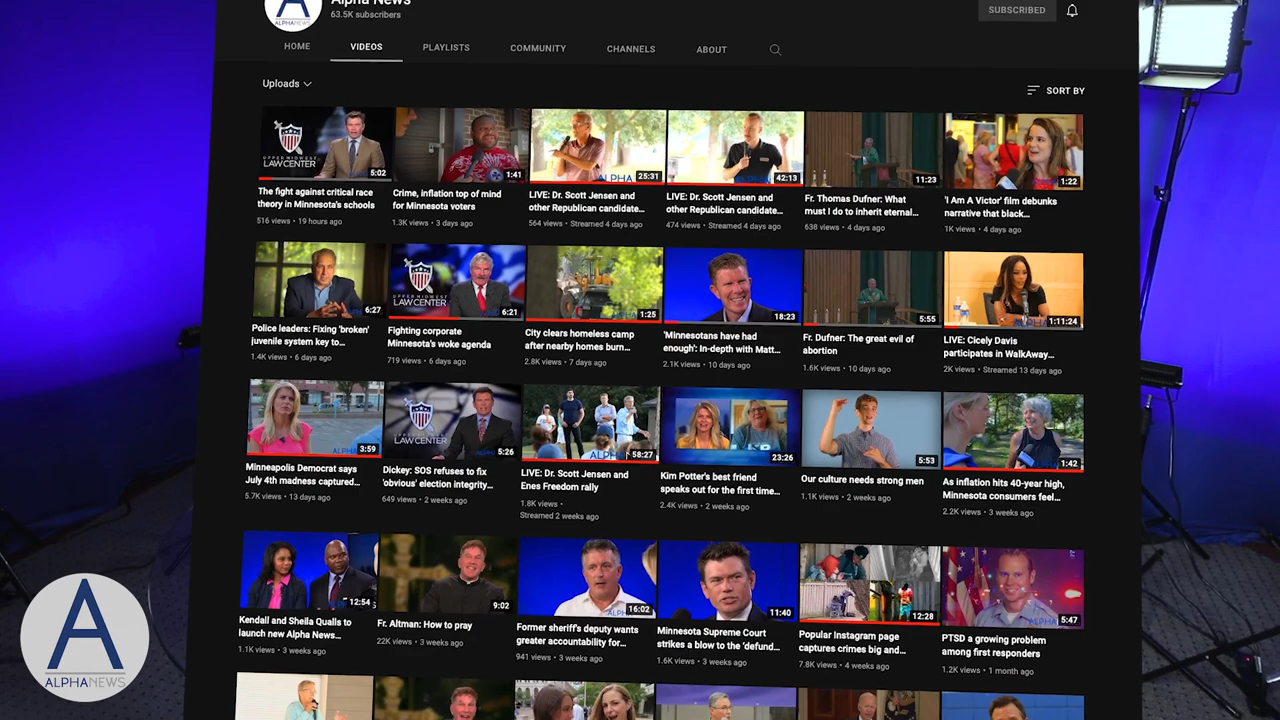 Alpha News
ALPHANEWS
63.5K subscribers
SUBSCRIBED
HOME
VIDEOS
PLAYLISTS
COMMUNITY
CHANNELS
ABOUT
Uploads
SORT BY
UPPER MIDWEST
LAW CENTER
5:02
1:41
ALPHA
25:31
ALPHA
42:13
11:23
1:22
The fight against critical race
theory in Minnesota's schools
516 views • 19 hours ago
Crime, inflation top of mind
for Minnesota voters
1.3K views • 3 days ago
LIVE: Dr. Scott Jensen and
other Republican candidate...
564 views • Streamed 4 days ago
LIVE: Dr. Scott Jensen and
other Republican candidate...
474 views • Streamed 4 days ago
Fr. Thomas Dufner: What
must I do to inherit eternal...
638 views • 4 days ago
'I Am A Victor' film debunks
narrative that black...
1K views • 4 days ago
6:27
UPPER MIDWEST
LAW CENTER
6:21
1:25
18:23
5:55
1:11:24
Police leaders: Fixing 'broken'
juvenile system key to...
1.4K views • 6 days ago
Fighting corporate
Minnesota's woke agenda
719 views • 6 days ago
City clears homeless camp
after nearby homes burn...
2.8K views • 7 days ago
'Minnesotans have had
enough': In-depth with Matt...
2.1K views • 10 days ago
Fr. Dufner: The great evil of
abortion
1.6K views • 10 days ago
LIVE: Cicely Davis
participates in WalkAway...
2K views • Streamed 13 days ago
ALPHA
3:59
UPPER MIDWEST
LAW CENTER
5:26
ALPHA
58:27
23:26
5:53
ALPHA
1:42
Minneapolis Democrat says
July 4th madness captured...
5.7K views • 13 days ago
Dickey: SOS refuses to fix
'obvious' election integrity...
649 views • 2 weeks ago
LIVE: Dr. Scott Jensen and
Enes Freedom rally
1.8K views •
Streamed 2 weeks ago
Kim Potter's best friend
speaks out for the first time...
2.4K views • 2 weeks ago
Our culture needs strong men
1.1K views • 2 weeks ago
As inflation hits 40-year high,
Minnesota consumers feel...
2.2K views • 3 weeks ago
12:54
9:02
ALPHA
16:02
11:40
12:28
ALPHA
5:47
Kendall and Sheila Qualls to
launch new Alpha News...
1.1K views • 3 weeks ago
Fr. Altman: How to pray
22K views • 3 weeks ago
Former sheriff's deputy wants
greater accountability for...
941 views • 3 weeks ago
Minnesota Supreme Court
strikes a blow to the 'defund...
1.6K views • 3 weeks ago
Popular Instagram page
captures crimes big and...
7.8K views • 4 weeks ago
PTSD a growing problem
among first responders
1.2K views • 1 month ago
A
ALPHANEWS